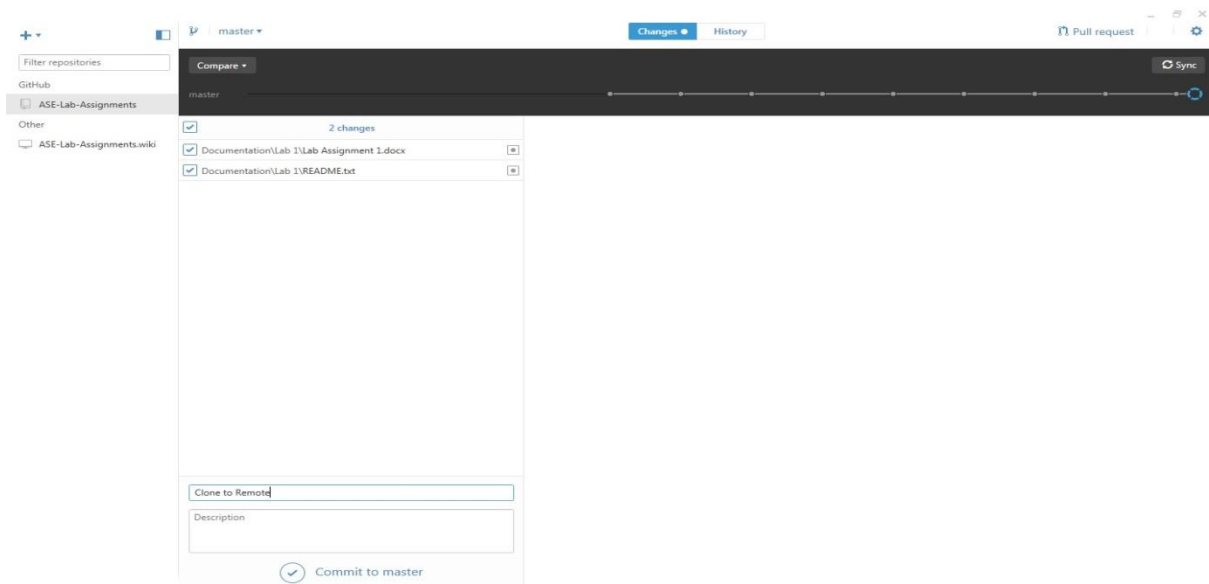 master
Changes
History
Pull request
Filter repositories
Compare
Sync
GitHub
master
ASE-Lab-Assignments
Other
2 changes
ASE-Lab-Assignments.wiki
Documentation\Lab 1\Lab Assignment 1.docx
Documentation\Lab 1\README.txt
Clone to Remote
Description
Commit to master